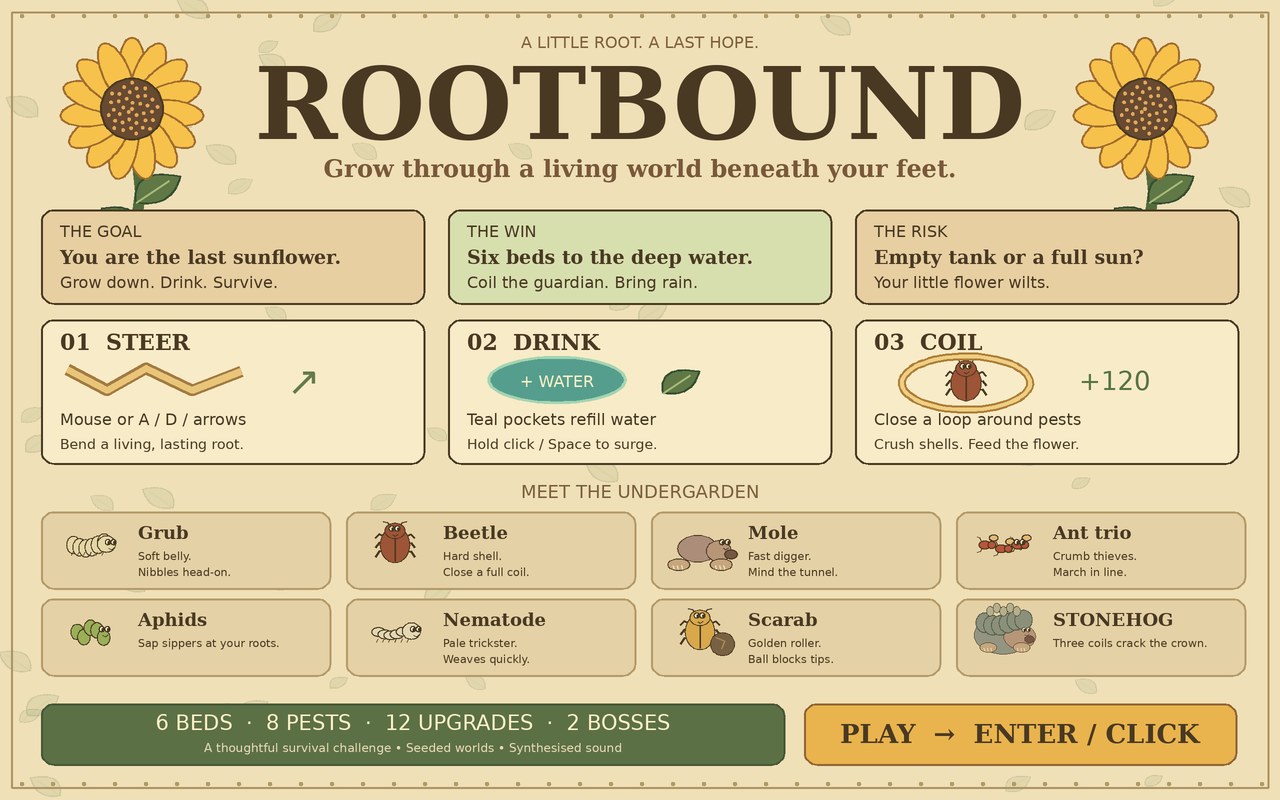 A LITTLE ROOT. A LAST HOPE.
ROOTBOUND
Grow through a living world beneath your feet.
THE GOAL
You are the last sunflower.
Grow down. Drink. Survive.
THE WIN
Six beds to the deep water.
Coil the guardian. Bring rain.
THE RISK
Empty tank or a full sun?
Your little flower wilts.
01 STEER
↗
Mouse or A / D / arrows
Bend a living, lasting root.
02 DRINK
+ WATER
Teal pockets refill water
Hold click / Space to surge.
03 COIL
+120
Close a loop around pests
Crush shells. Feed the flower.
MEET THE UNDERGARDEN
Grub
Soft belly.
Nibbles head-on.
Beetle
Hard shell.
Close a full coil.
Mole
Fast digger.
Mind the tunnel.
Ant trio
Crumb thieves.
March in line.
Aphids
Sap sippers at your roots.
Nematode
Pale trickster.
Weaves quickly.
Scarab
Golden roller.
Ball blocks tips.
STONEHOG
Three coils crack the crown.
6 BEDS · 8 PESTS · 12 UPGRADES · 2 BOSSES
A thoughtful survival challenge • Seeded worlds • Synthesised sound
PLAY → ENTER / CLICK